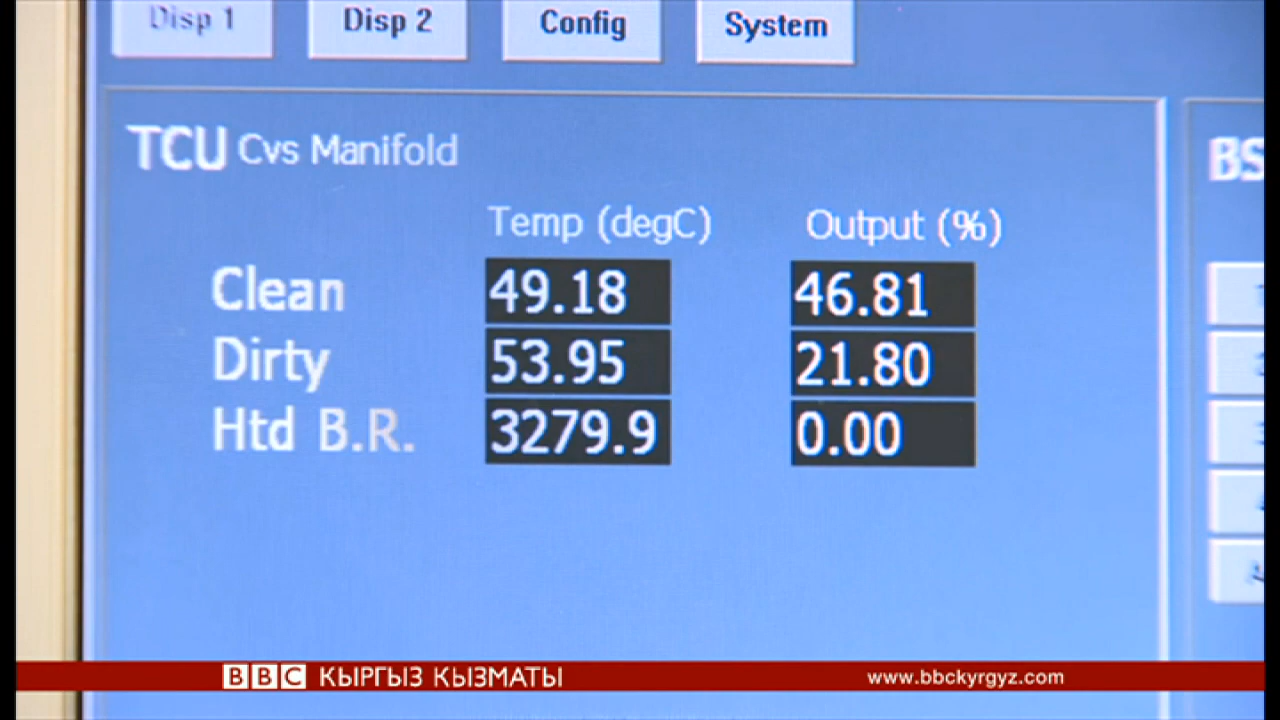 Disp 1 Disp 2 Config System
TCU Cvs Manifold
BS
Temp (degC) Output (%)
Clean 49.18 46.81
Dirty 53.95 21.80
Htd B.R. 3279.9 0.00
BBC КЫРГЫЗ КЫЗМАТЫ www.bbckyrgyz.com